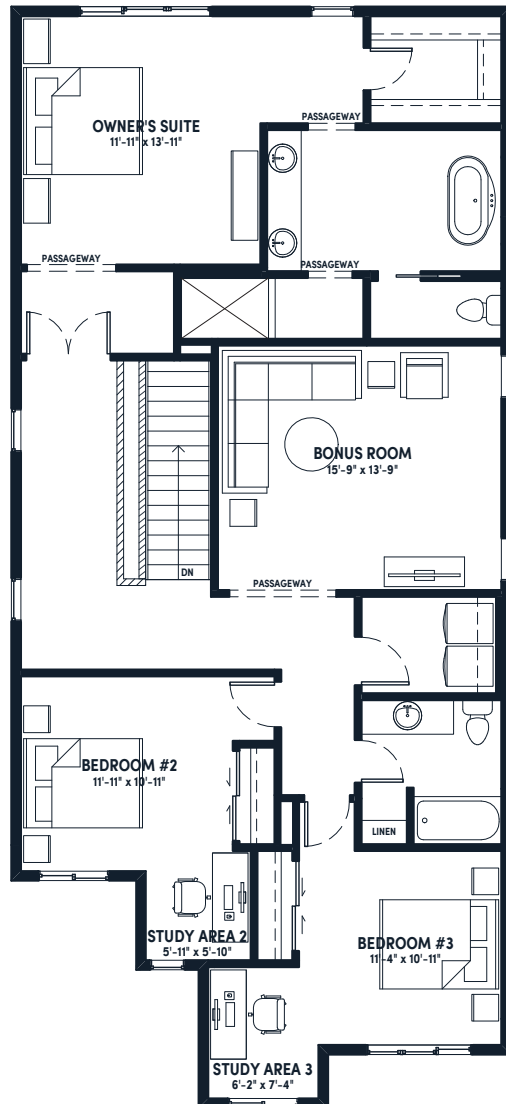 PASSAGEWAY
OWNER'S SUITE
11'-11" x 13'-11"
PASSAGEWAY
PASSAGEWAY
BONUS ROOM
15'-9" x 13'-9"
DN
PASSAGEWAY
BEDROOM #2
11'-11" x 10'-11"
LINEN
STUDY AREA 2
5'-11" x 5'-10"
BEDROOM #3
11'-4" x 10'-11"
STUDY AREA 3
6'-2" x 7'-4"